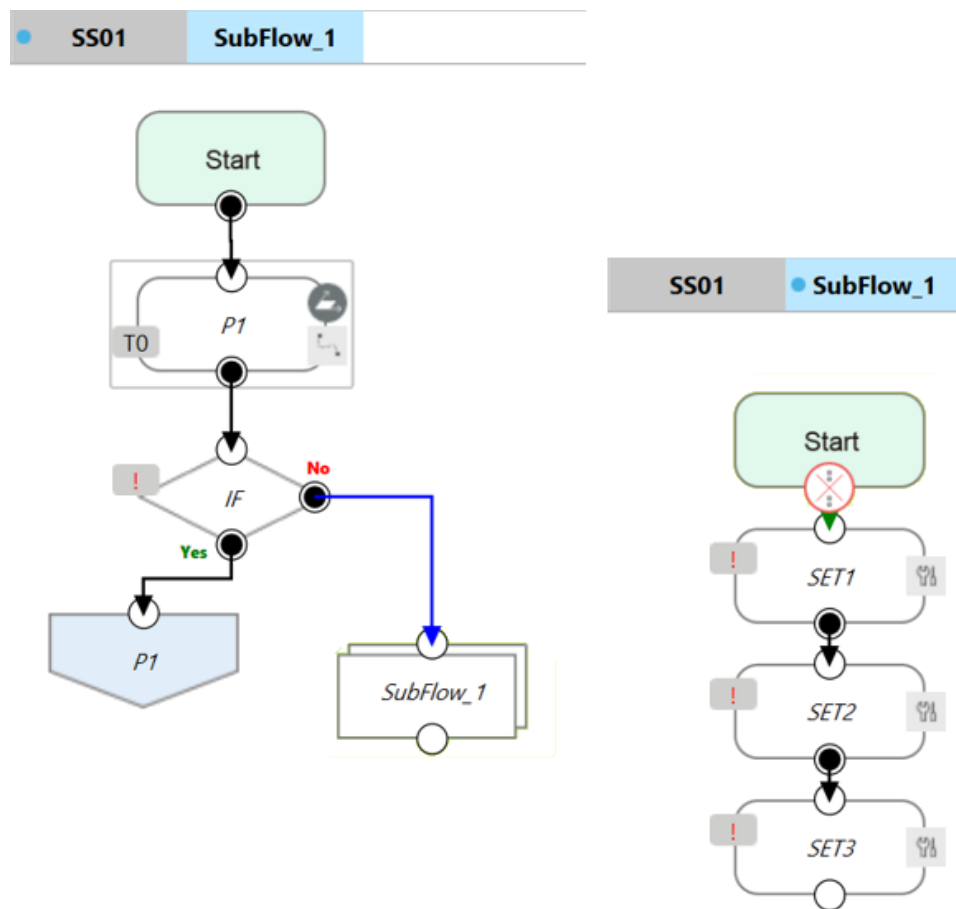 SS01 SubFlow_1
Start
P1
T0
IF
!
No
Yes
P1
SubFlow_1
SS01 SubFlow_1
Start
! SET1
! SET2
! SET3